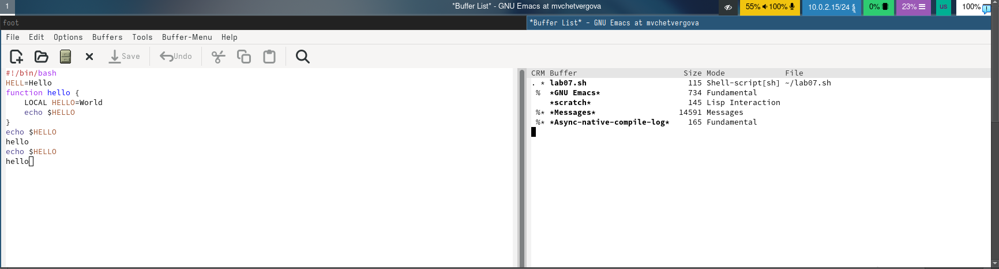 1
*Buffer List* - GNU Emacs at mvchetvergova
55% 100%
10.0.2.15/24
0%
23%
us
100%
foot
*Buffer List* – GNU Emacs at mvchetvergova
File Edit Options Buffers Tools Buffer-Menu Help
Save Undo
#!/bin/bash
HELL=Hello
function hello {
    LOCAL HELLO=World
    echo $HELLO
}
echo $HELLO
hello
echo $HELLO
hello
CRM Buffer Size Mode File
. * lab07.sh 115 Shell-script[sh] ~/lab07.sh
 % *GNU Emacs* 734 Fundamental
*scratch* 145 Lisp Interaction
 %* *Messages* 14591 Messages
 %* *Async-native-compile-log* 165 Fundamental